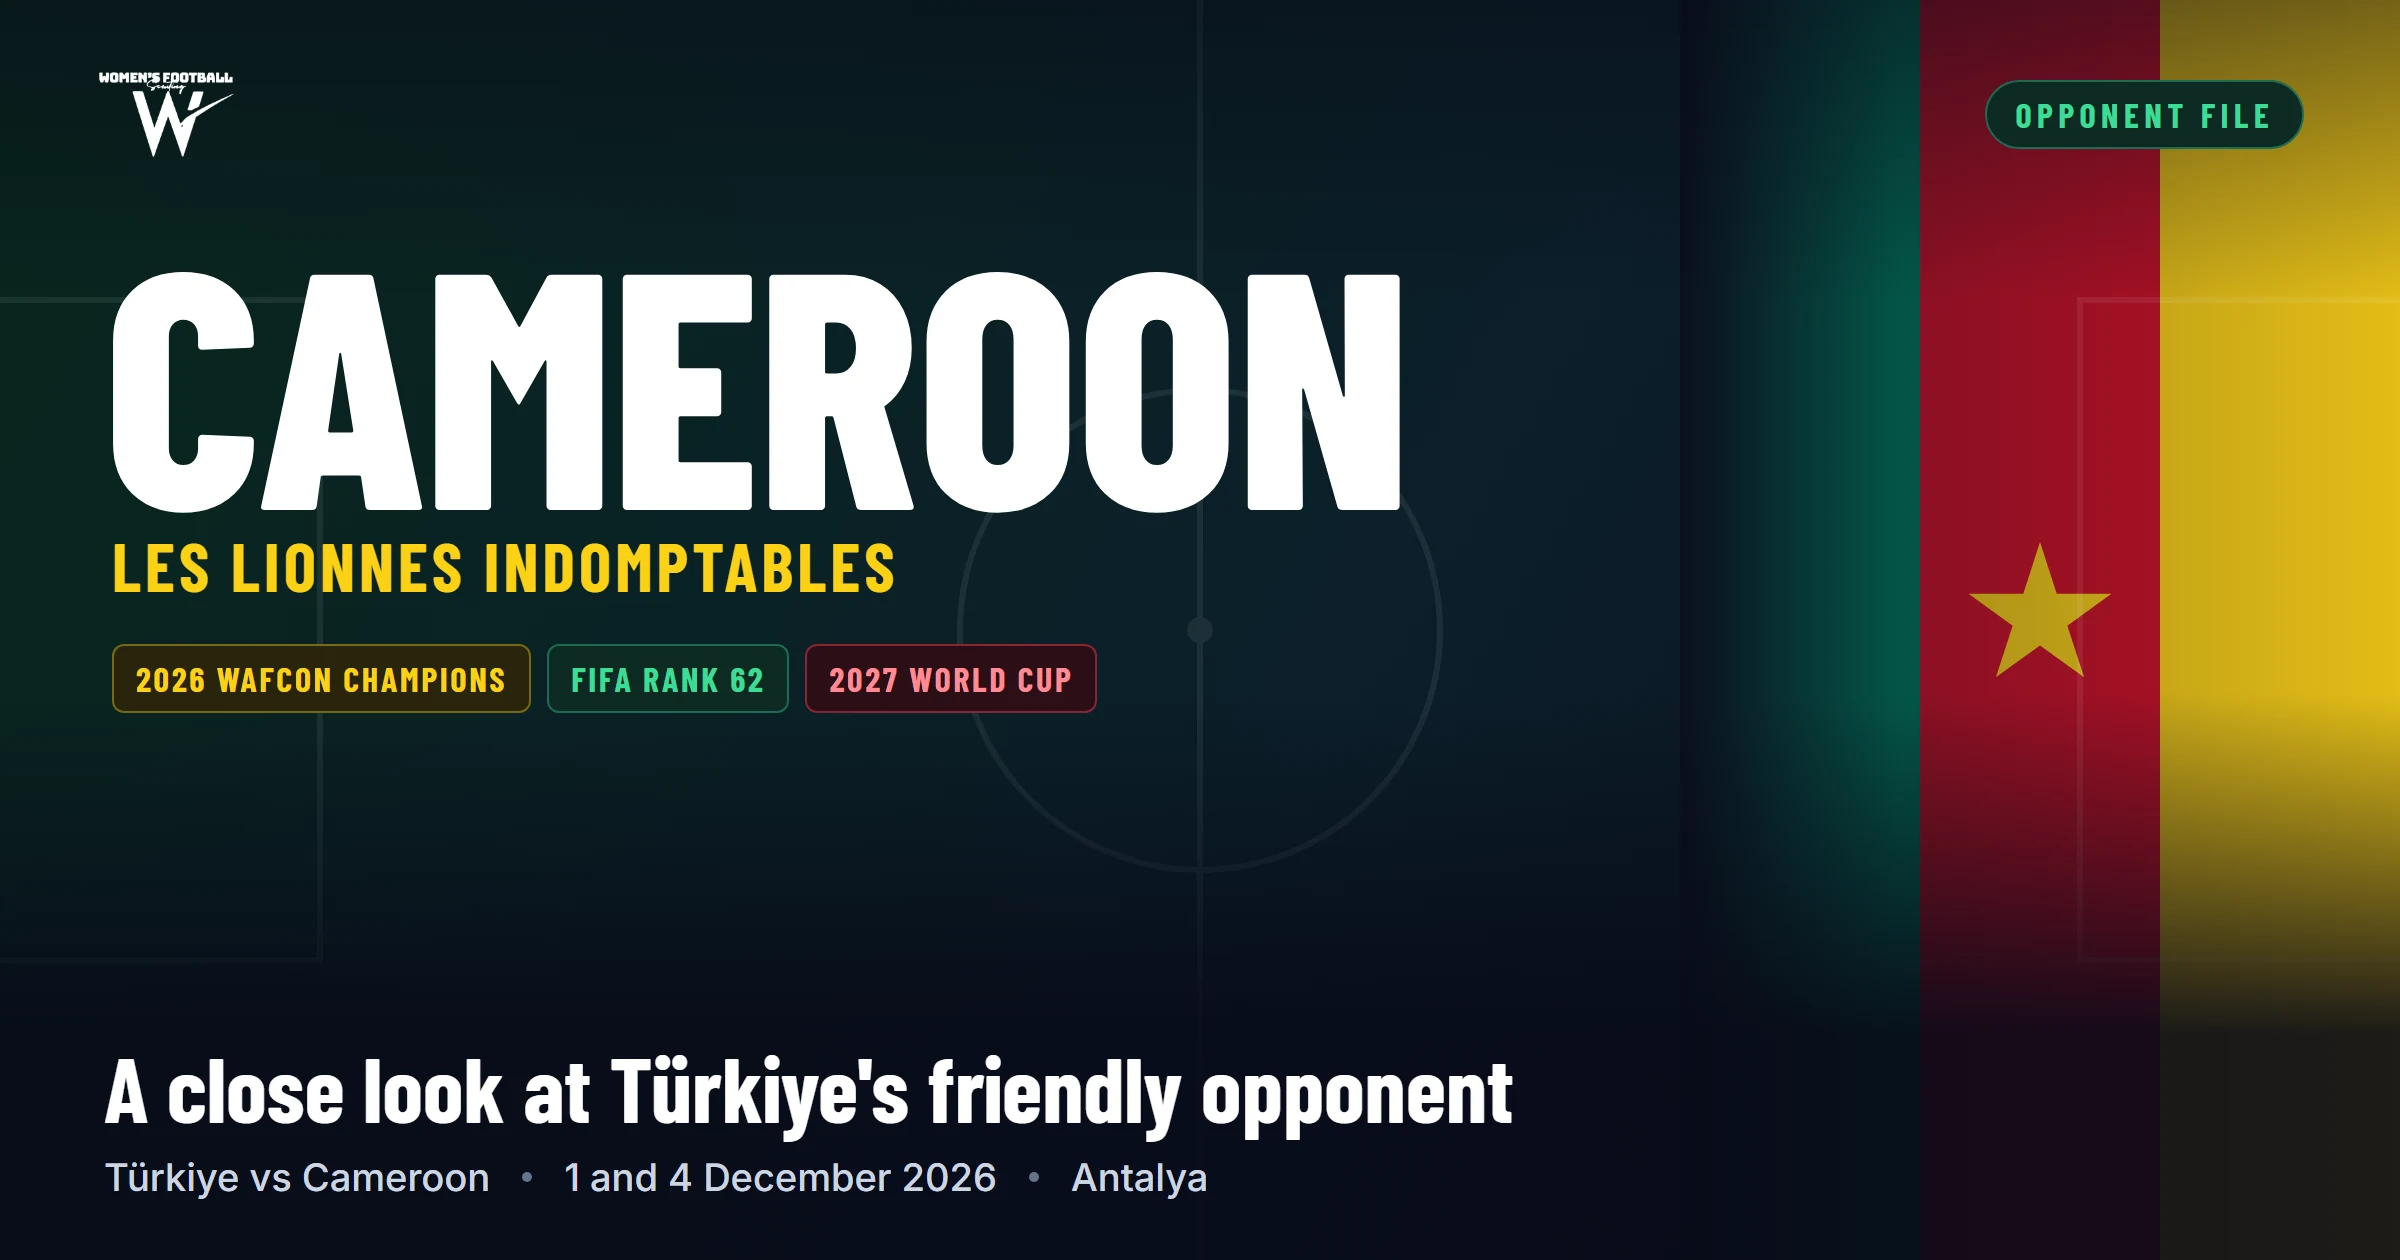 WOMEN'S FOOTBALL
W
OPPONENT FILE
CAMEROON
LES LIONNES INDOMPTABLES
2026 WAFCON CHAMPIONS
FIFA RANK 62
2027 WORLD CUP
A close look at Türkiye's friendly opponent
Türkiye vs Cameroon • 1 and 4 December 2026 • Antalya